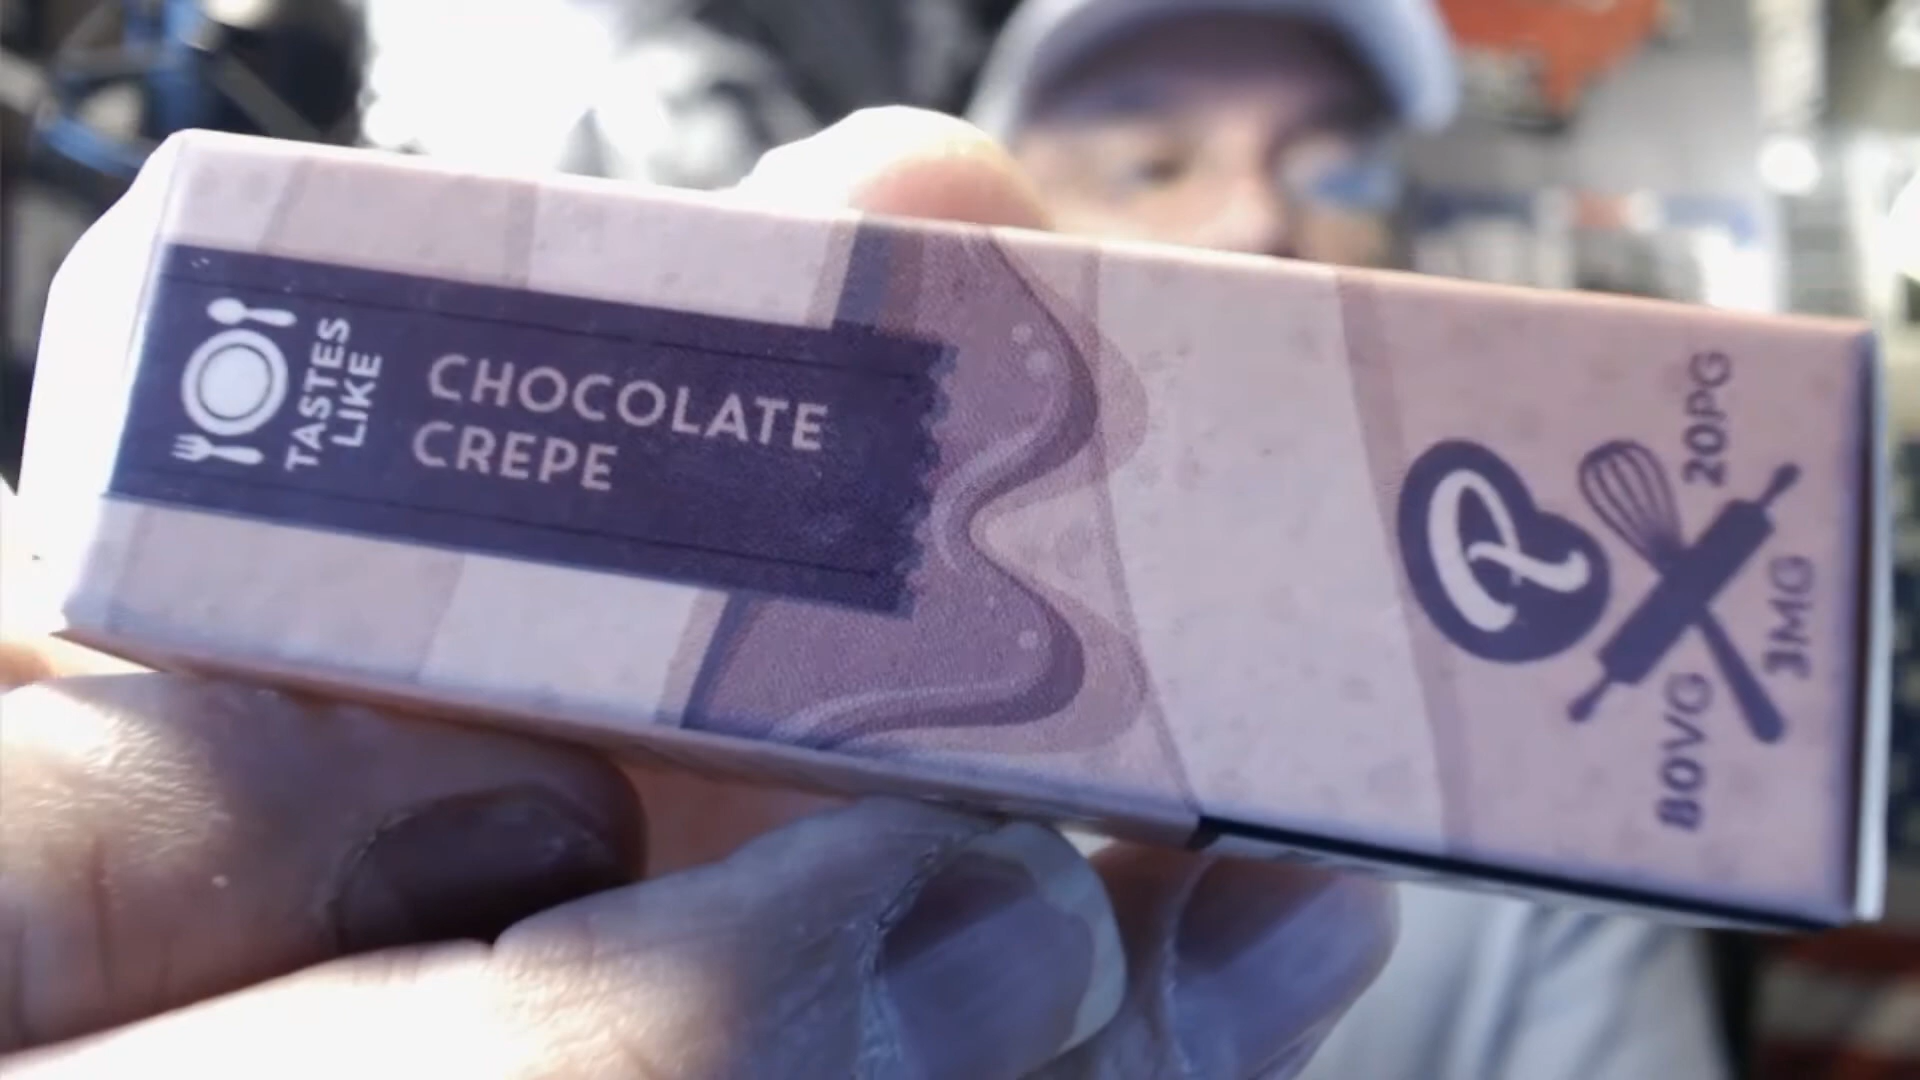 TASTES
LIKE
CHOCOLATE
CREPE
P
20PG
80VG
3MG